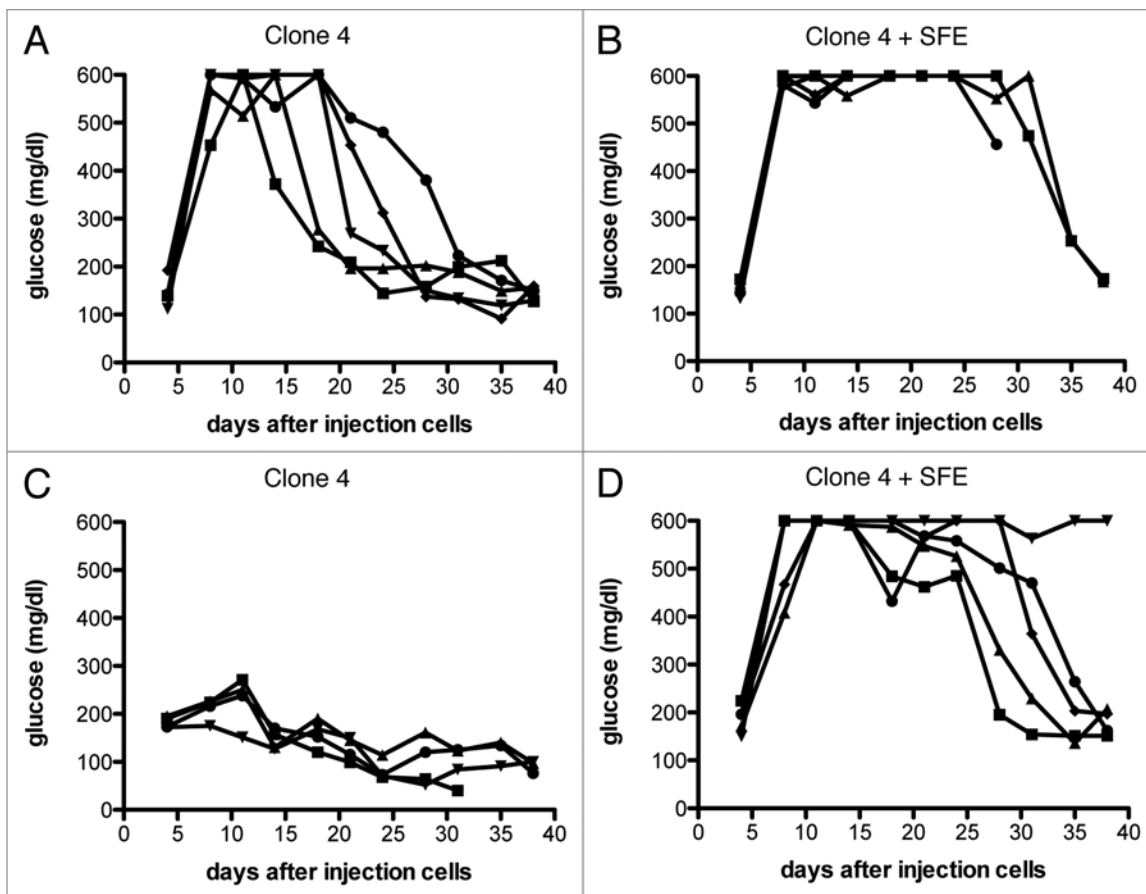 A
Clone 4
600
500
400
300
200
100
0
glucose (mg/dl)
0 5 10 15 20 25 30 35 40
days after injection cells
B
Clone 4 + SFE
600
500
400
300
200
100
0
glucose (mg/dl)
0 5 10 15 20 25 30 35 40
days after injection cells
C
Clone 4
600
500
400
300
200
100
0
glucose (mg/dl)
0 5 10 15 20 25 30 35 40
days after injection cells
D
Clone 4 + SFE
600
500
400
300
200
100
0
glucose (mg/dl)
0 5 10 15 20 25 30 35 40
days after injection cells